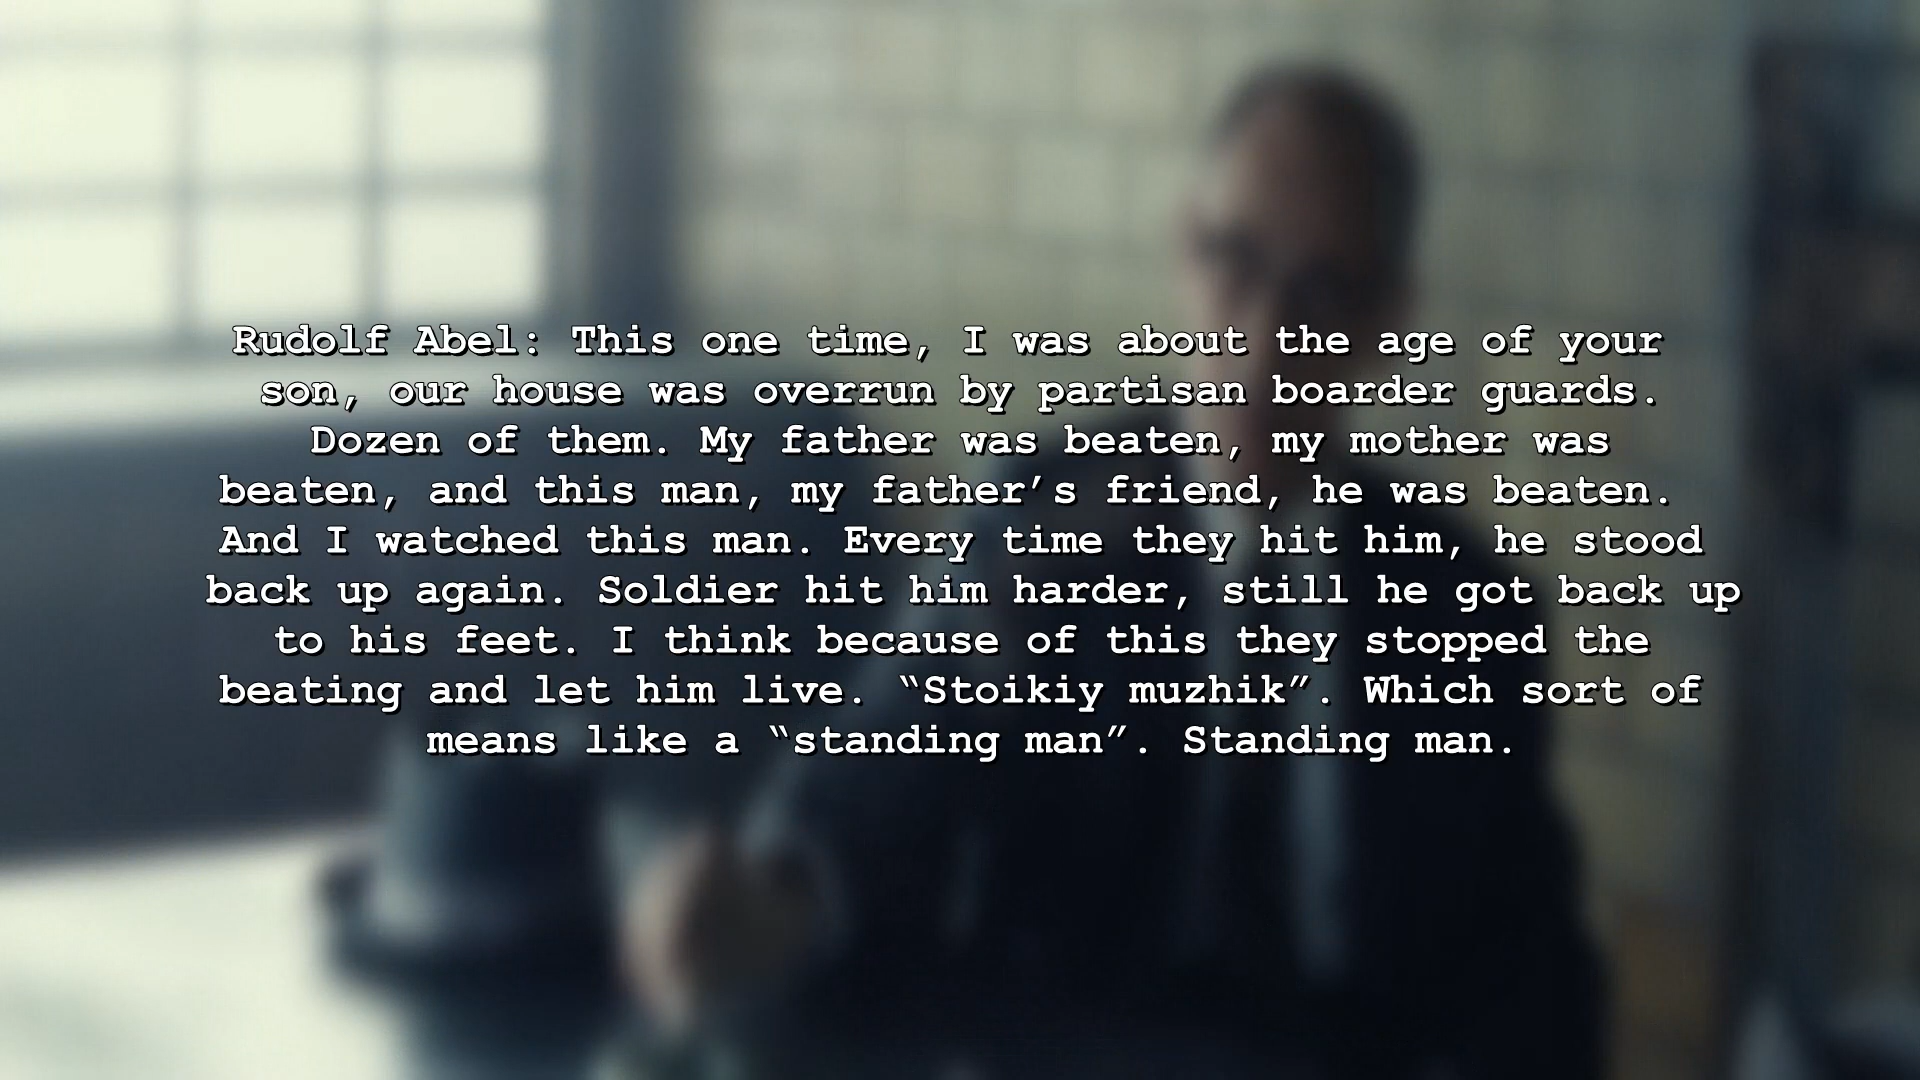 Rudolf Abel: This one time, I was about the age of your
son, our house was overrun by partisan boarder guards.
Dozen of them. My father was beaten, my mother was
beaten, and this man, my father’s friend, he was beaten.
And I watched this man. Every time they hit him, he stood
back up again. Soldier hit him harder, still he got back up
to his feet. I think because of this they stopped the
beating and let him live. “Stoikiy muzhik”. Which sort of
means like a “standing man”. Standing man.